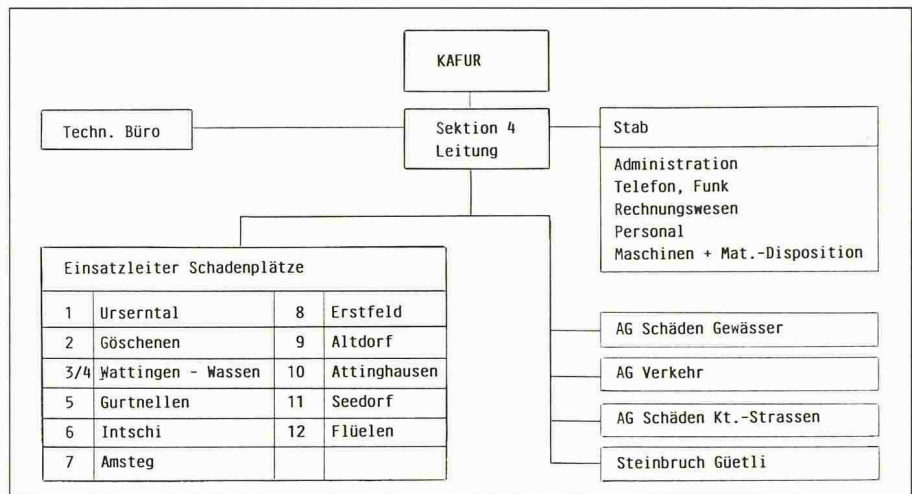 KAFUR
Techn. Büro
Sektion 4
Leitung
Stab
Administration
Telefon, Funk
Rechnungswesen
Personal
Maschinen + Mat.-Disposition
Einsatzleiter Schadenplätze
1 Urserntal 8 Erstfeld
2 Göschenen 9 Altdorf
3/4 Wattingen - Wassen 10 Attinghausen
5 Gurtnellen 11 Seedorf
6 Intschi 12 Flüelen
7 Amsteg
AG Schäden Gewässer
AG Verkehr
AG Schäden Kt.-Strassen
Steinbruch Güetli